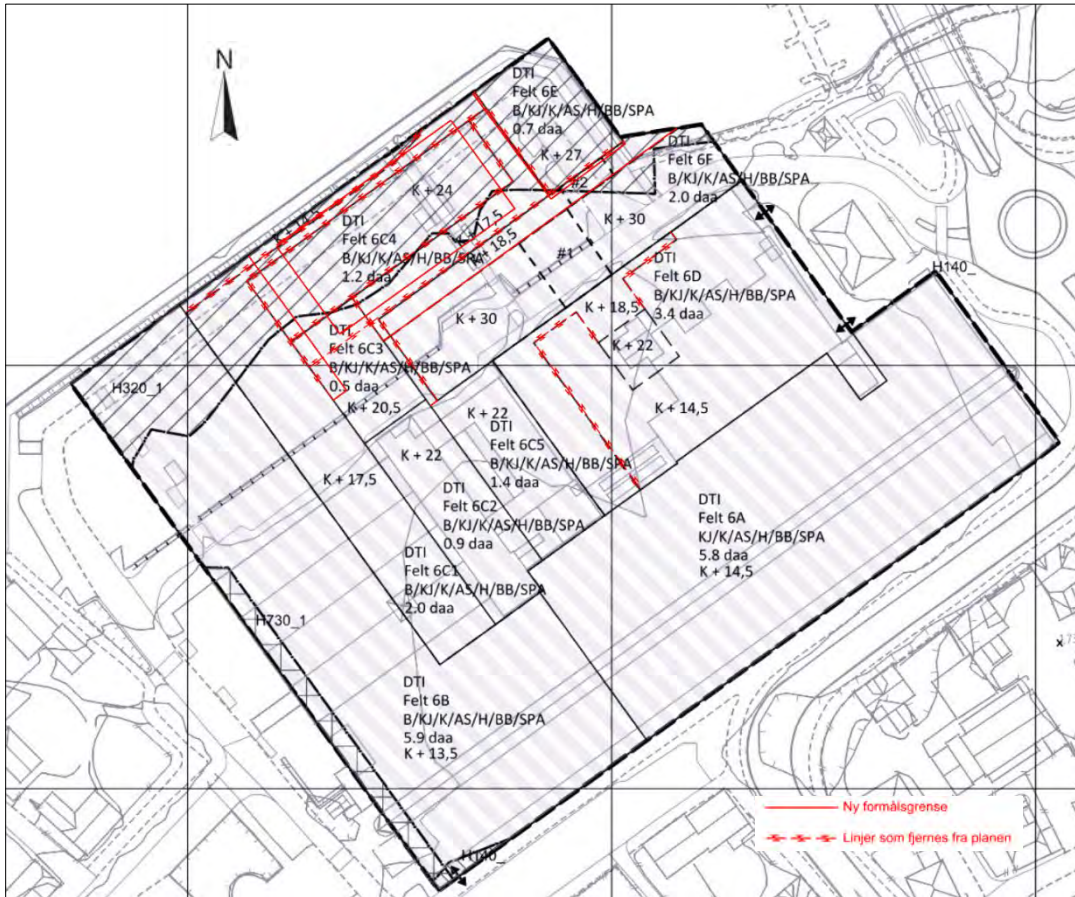 N
DTI
Felt 6E
B/KJ/K/AS/H/BB/SPA
0.7 daa
K + 27
#2
DTI
Felt 6F
B/KJ/K/AS/H/BB/SPA
2.0 daa
K + 24
K + 30
DTI
Felt 6C4
B/KJ/K/AS/H/BB/SPA
1.2 daa
K + 17,5
18,5
#1
DTI
Felt 6D
B/KJ/K/AS/H/BB/SPA
3.4 daa
H140_
K + 18,5
K + 30
DTI
Felt 6C3
B/KJ/K/AS/H/BB/SPA
0.5 daa
K + 22
H320_1
K + 20,5
K + 22
K + 14,5
DTI
Felt 6C5
B/KJ/K/AS/H/BB/SPA
1.4 daa
K + 22
K + 17,5
DTI
Felt 6C2
B/KJ/K/AS/H/BB/SPA
0.9 daa
DTI
Felt 6A
KJ/K/AS/H/BB/SPA
5.8 daa
K + 14,5
DTI
Felt 6C1
B/KJ/K/AS/H/BB/SPA
2.0 daa
H730_1
DTI
Felt 6B
B/KJ/K/AS/H/BB/SPA
5.9 daa
K + 13,5
Ny formålsgrense
Linjer som fjernes fra planen
H140_